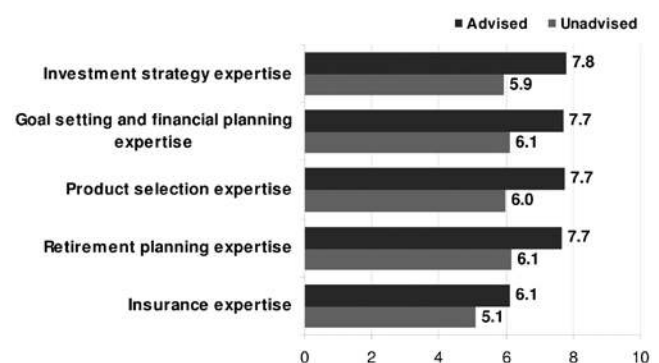 Advised Unadvised
Investment strategy expertise
7.8
5.9
Goal setting and financial planning
expertise
7.7
6.1
Product selection expertise
7.7
6.0
Retirement planning expertise
7.7
6.1
Insurance expertise
6.1
5.1
0 2 4 6 8 10